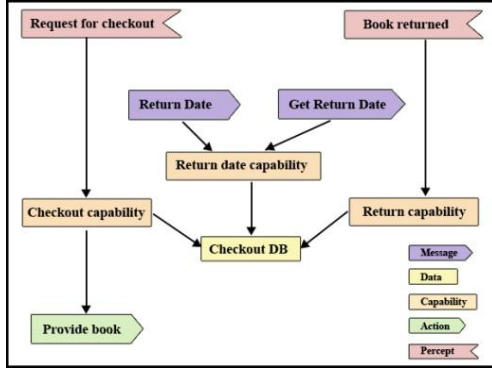 Request for checkout
Book returned
Return Date
Get Return Date
Return date capability
Checkout capability
Return capability
Checkout DB
Message
Data
Capability
Provide book
Action
Percept